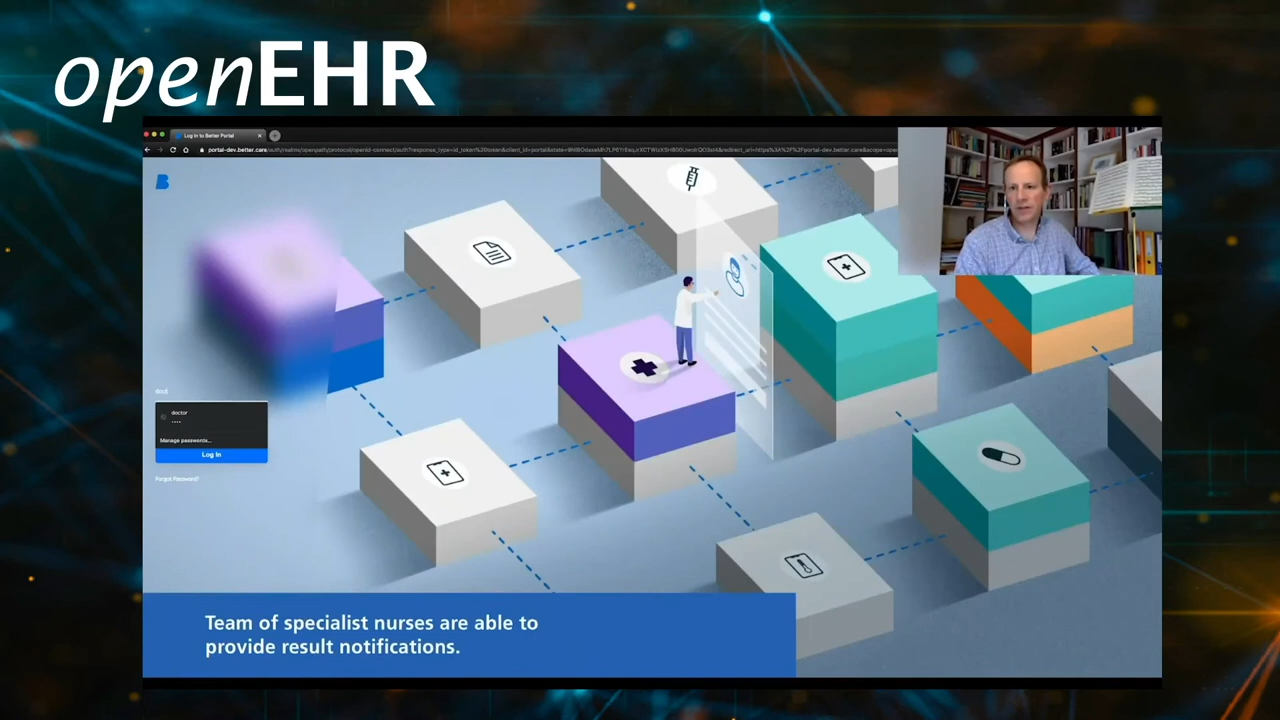 openEHR
Log in to Better Portal
doct
doctor
••••
Manage passwords...
Log In
Forgot Password?
Team of specialist nurses are able to
provide result notifications.